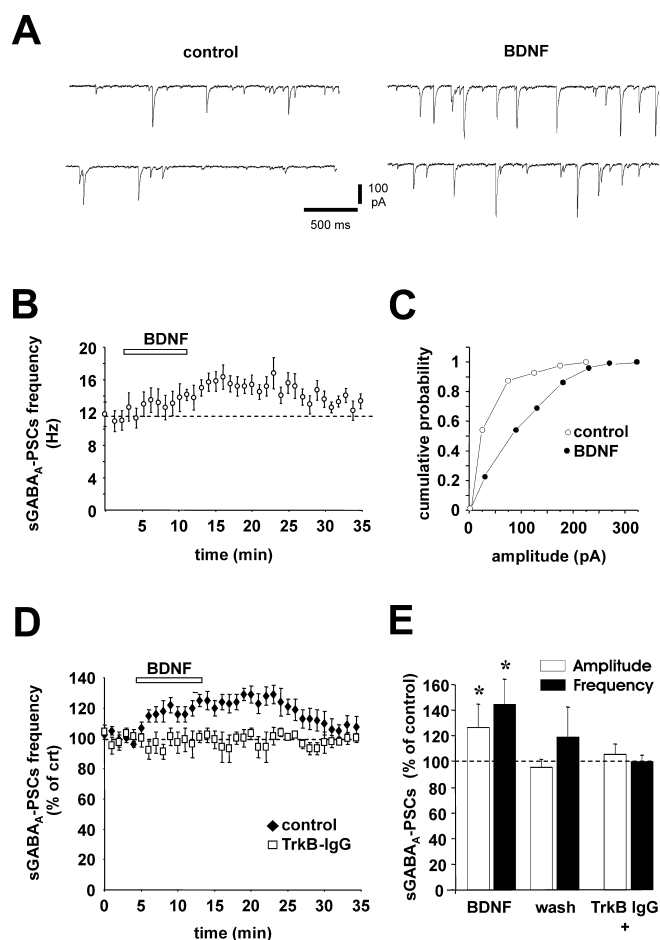 A
control
BDNF
100
pA
500 ms
B
BDNF
sGABAA-PSCs frequency
(Hz)
20
16
12
8
4
0
5 10 15 20 25 30 35
time (min)
C
cumulative probability
1
0.8
0.6
0.4
0.2
0
0 100 200 300
amplitude (pA)
control
BDNF
D
BDNF
sGABAA-PSCs frequency
(% of crt)
140
120
100
80
60
40
20
0
0 5 10 15 20 25 30 35
time (min)
control
TrkB-IgG
E
Amplitude
Frequency
sGABAA-PSCs (% of control)
160
140
120
100
80
60
40
20
0
* *
BDNF wash TrkB IgG
+